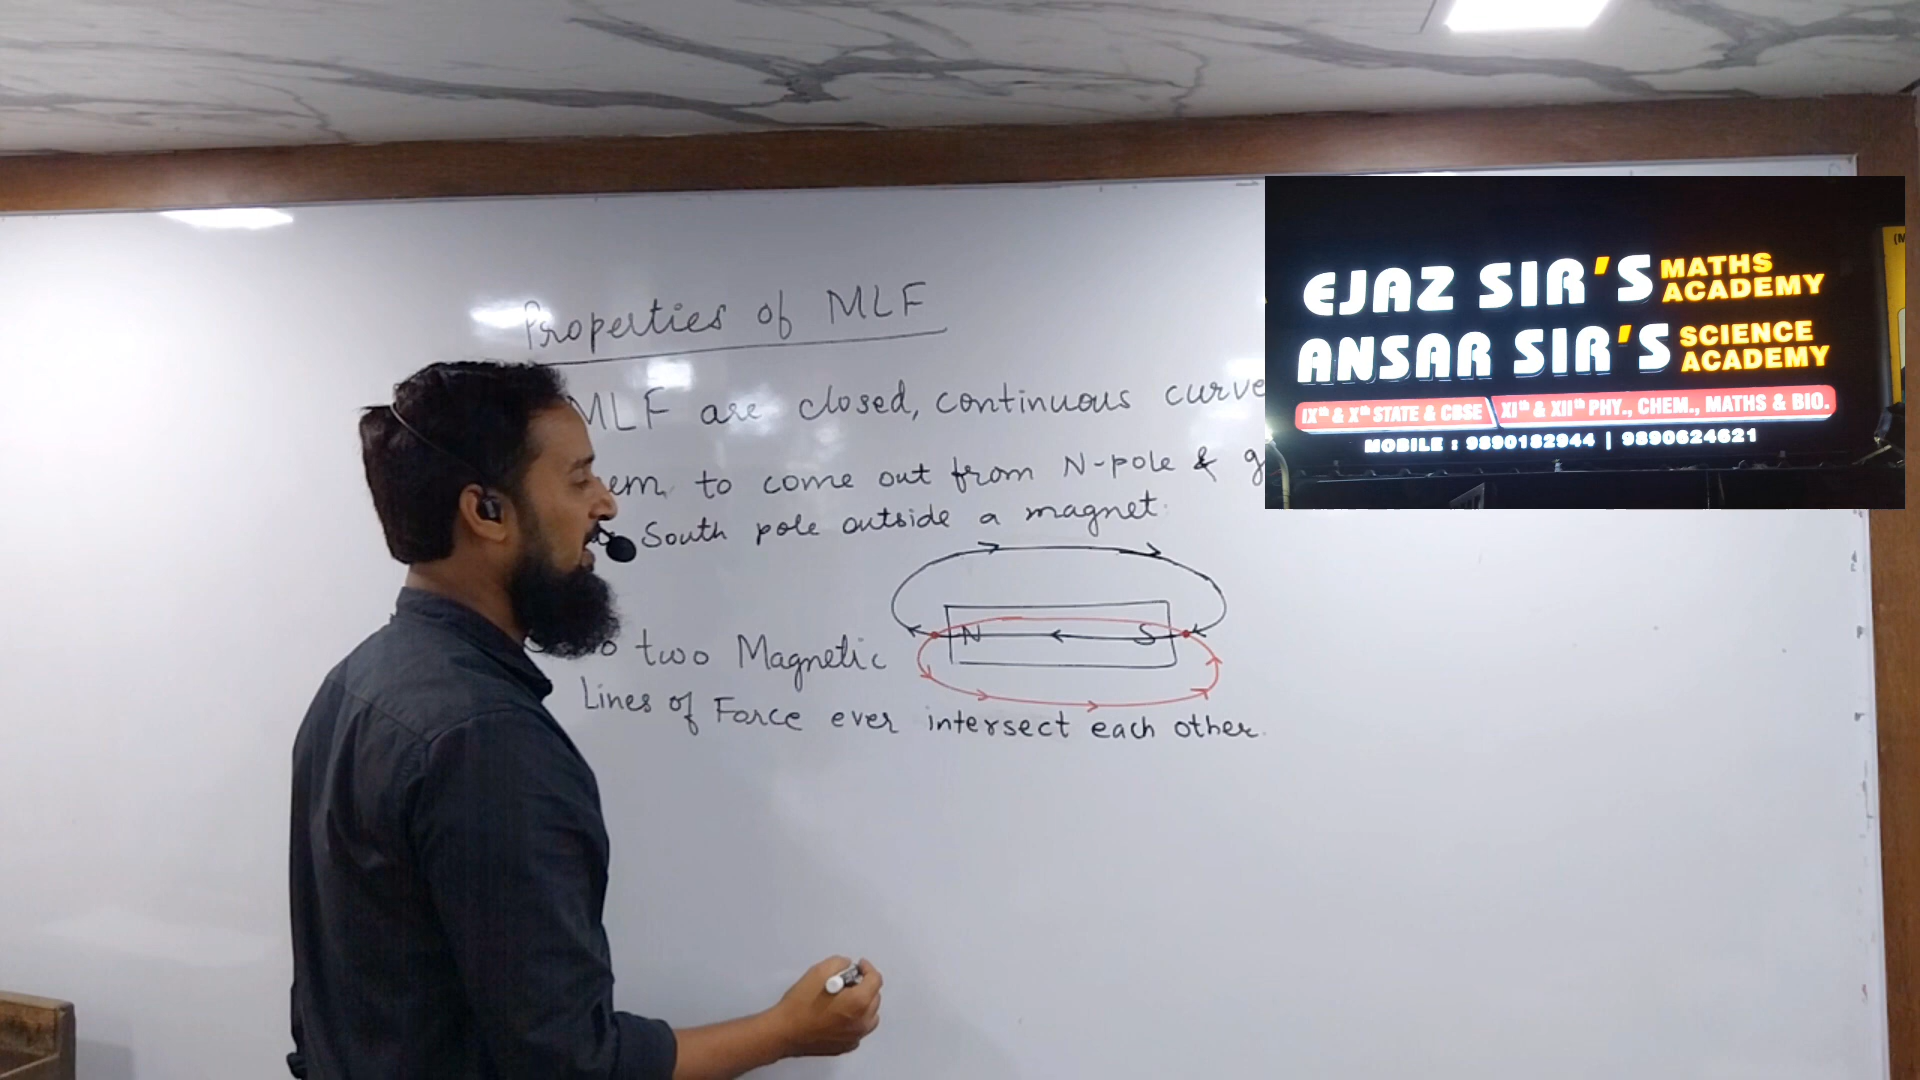 Properties of MLF
MLF are closed, continuous curve
to come out from N-pole &
South pole outside a magnet.
N S
two Magnetic
Lines of Force ever intersect each other.
EJAZ SIR'S MATHS ACADEMY
ANSAR SIR'S SCIENCE ACADEMY
IXth & Xth STATE & CBSE XIth & XIIth PHY., CHEM., MATHS & BIO.
MOBILE : 9890182944 | 9890624621